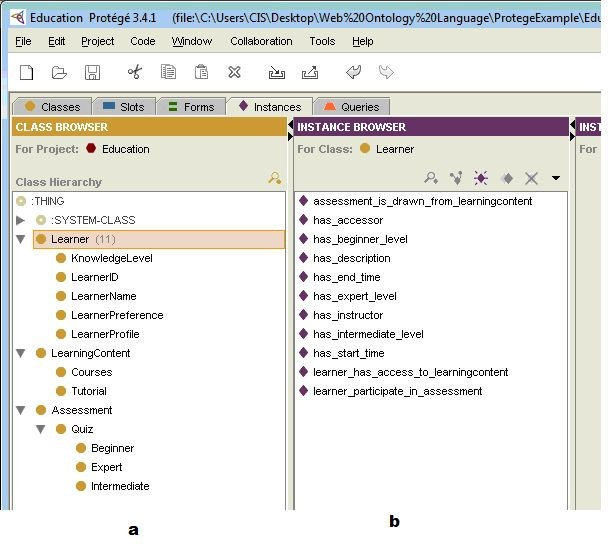 Education  Protégé 3.4.1    (file:\C:\Users\CIS\Desktop\Web%20Ontology%20Language\ProtegeExample\Edu
File Edit Project Code Window Collaboration Tools Help
Classes Slots Forms Instances Queries
CLASS BROWSER
For Project: Education
Class Hierarchy
:THING
:SYSTEM-CLASS
Learner (11)
KnowledgeLevel
LearnerID
LearnerName
LearnerPreference
LearnerProfile
LearningContent
Courses
Tutorial
Assessment
Quiz
Beginner
Expert
Intermediate
a
INSTANCE BROWSER
For Class: Learner
assessment_is_drawn_from_learningcontent
has_accessor
has_beginner_level
has_description
has_end_time
has_expert_level
has_instructor
has_intermediate_level
has_start_time
learner_has_access_to_learningcontent
learner_participate_in_assessment
b
INST
For